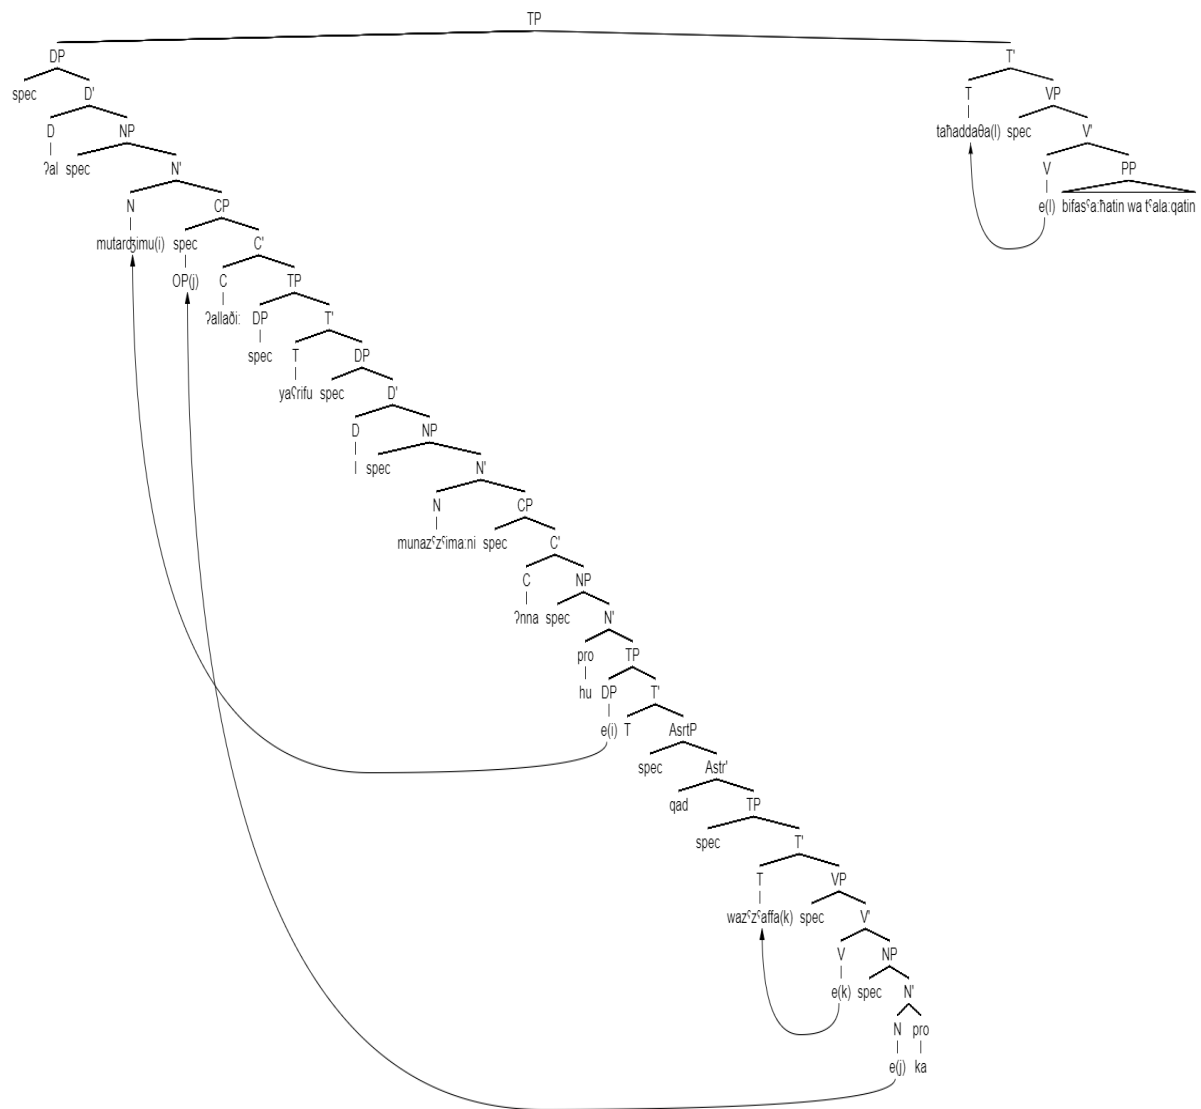 TP
DP T'
spec D' T VP
D NP taħaddaθa(l) spec V'
ʔal spec N' V PP
N CP e(l) bifasˤa:ħatin wa tˤala:qatin
mutarʤimu(i) spec C'
OP(j) C TP
ʔallaði: DP T'
spec T DP
yaʕrifu spec D'
D NP
l spec N'
N CP
munazˤzˤima:ni spec C'
C NP
ʔnna spec N'
pro TP
hu DP T'
e(i) T AsrtP
spec Astr'
qad TP
spec T'
T VP
wazˤzˤaffa(k) spec V'
V NP
e(k) spec N'
N pro
e(j) ka